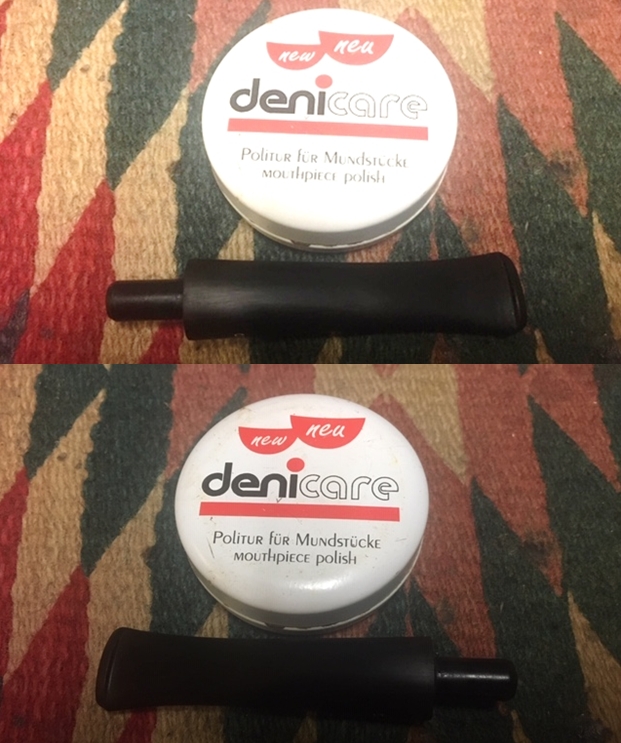 new neu
denicare
Politur für Mundstücke
mouthpiece polish
new neu
denicare
Politur für Mundstücke
mouthpiece polish